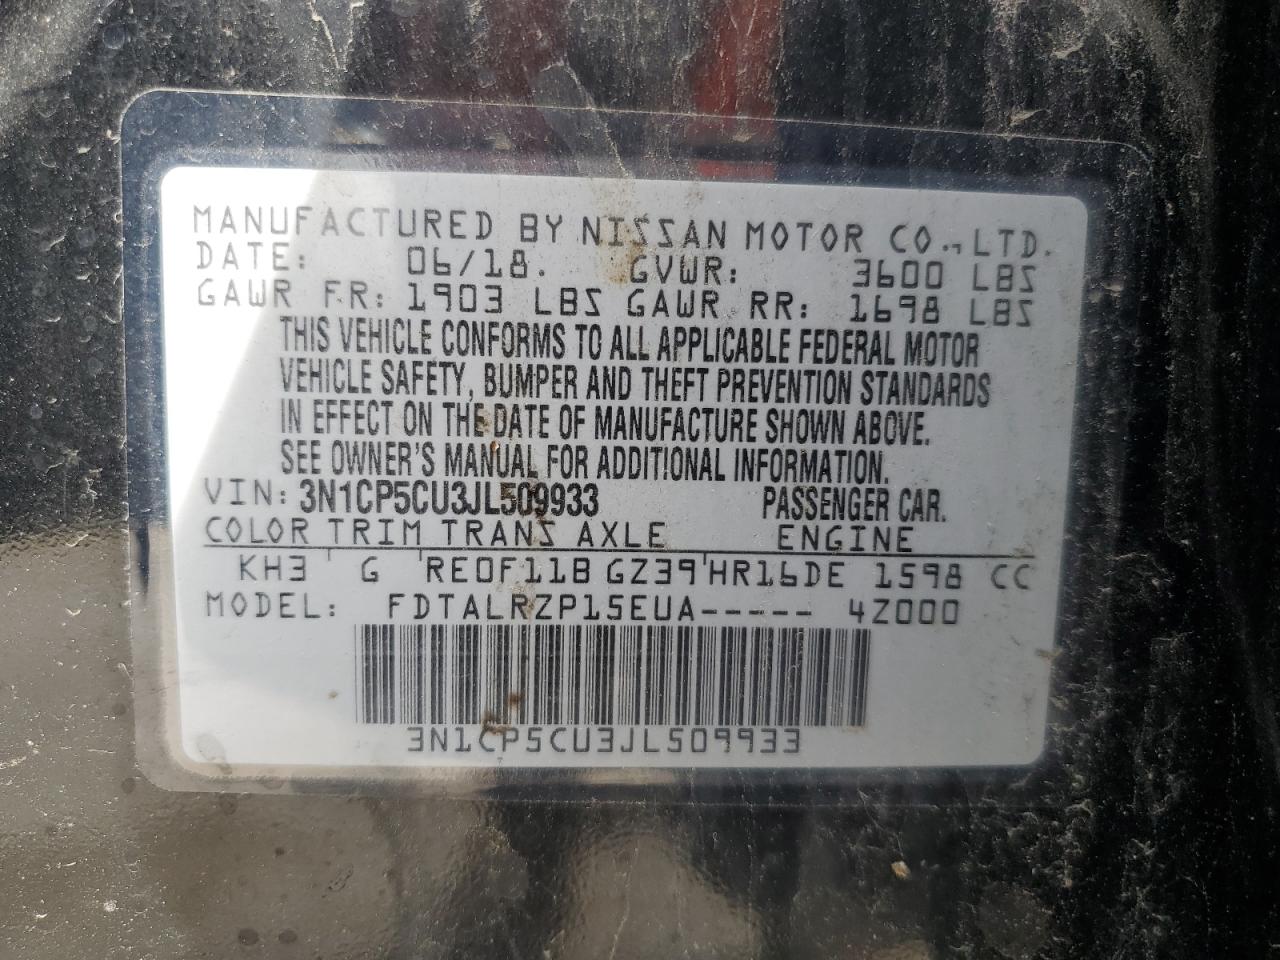 MANUFACTURED BY NISSAN MOTOR CO., LTD.
DATE: 06/18. GVWR: 3600 LBS
GAWR FR: 1903 LBS GAWR RR: 1698 LBS
THIS VEHICLE CONFORMS TO ALL APPLICABLE FEDERAL MOTOR
VEHICLE SAFETY, BUMPER AND THEFT PREVENTION STANDARDS
IN EFFECT ON THE DATE OF MANUFACTURE SHOWN ABOVE.
SEE OWNER'S MANUAL FOR ADDITIONAL INFORMATION.
VIN: 3N1CP5CU3JL509933 PASSENGER CAR.
COLOR TRIM TRANS AXLE ENGINE
KH3 G RE0F11B GZ39 HR16DE 1598 CC
MODEL: FDTALRZP15EUA----- 4Z000
3N1CP5CU3JL509933